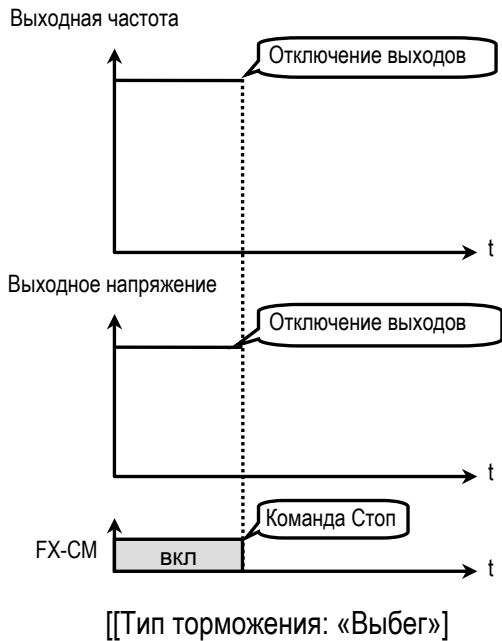 Выходная частота
Отключение выходов
t
Выходное напряжение
Отключение выходов
t
Команда Стоп
FX-CM
вкл
t
[[Тип торможения: «Выбег»]